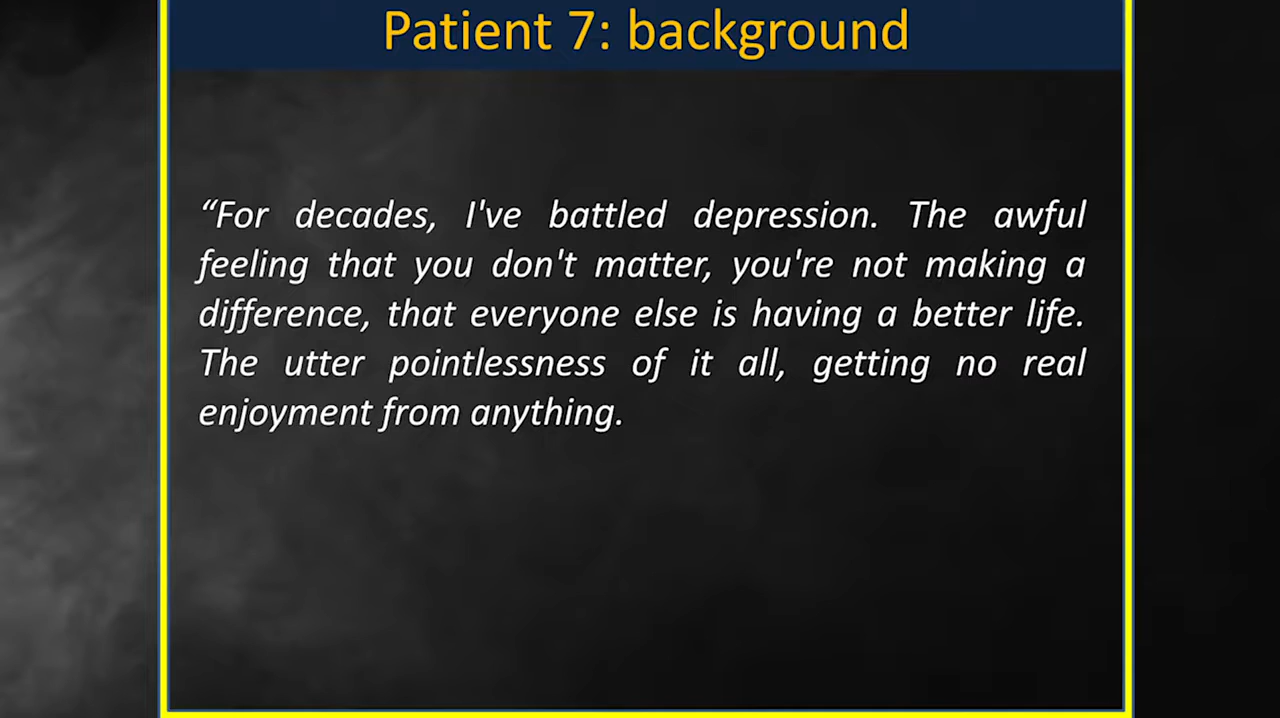 Patient 7: background
“For decades, I've battled depression. The awful
feeling that you don't matter, you're not making a
difference, that everyone else is having a better life.
The utter pointlessness of it all, getting no real
enjoyment from anything.